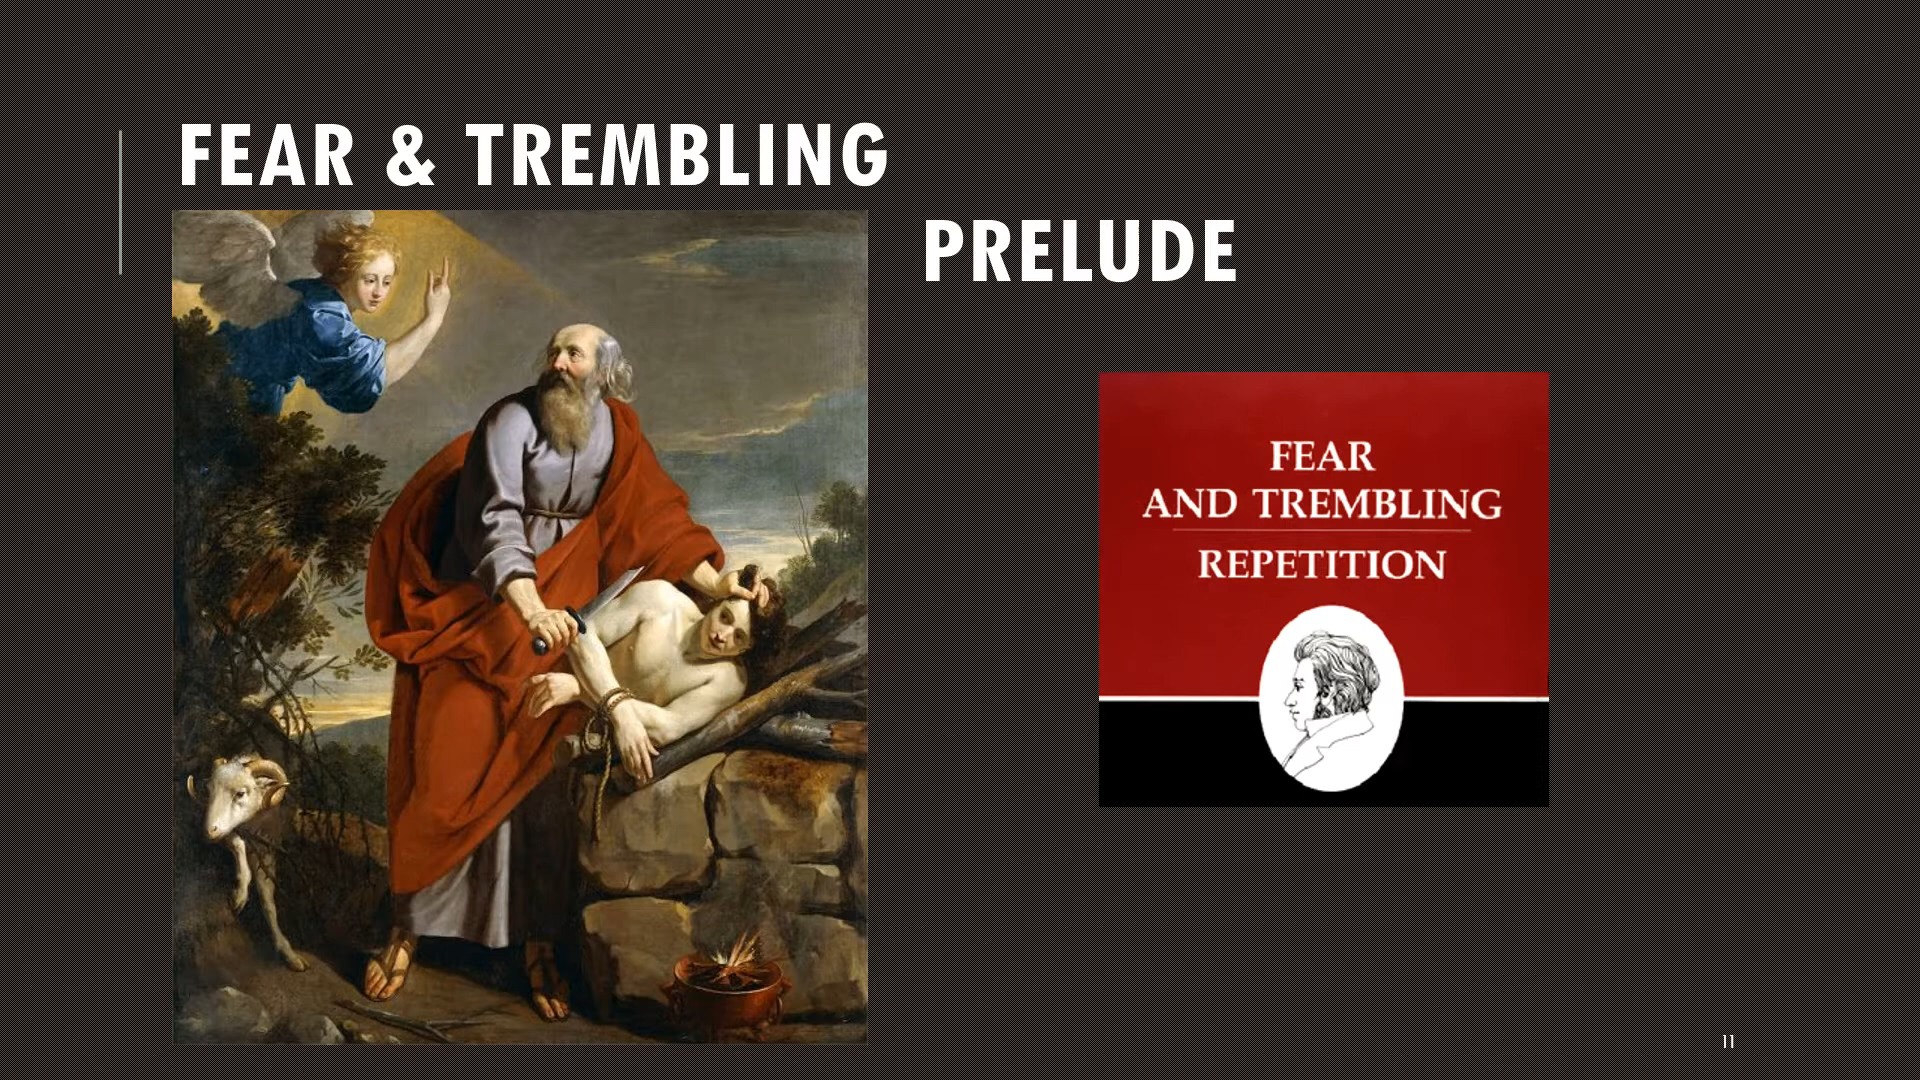 FEAR & TREMBLING
PRELUDE
FEAR
AND TREMBLING
REPETITION
11